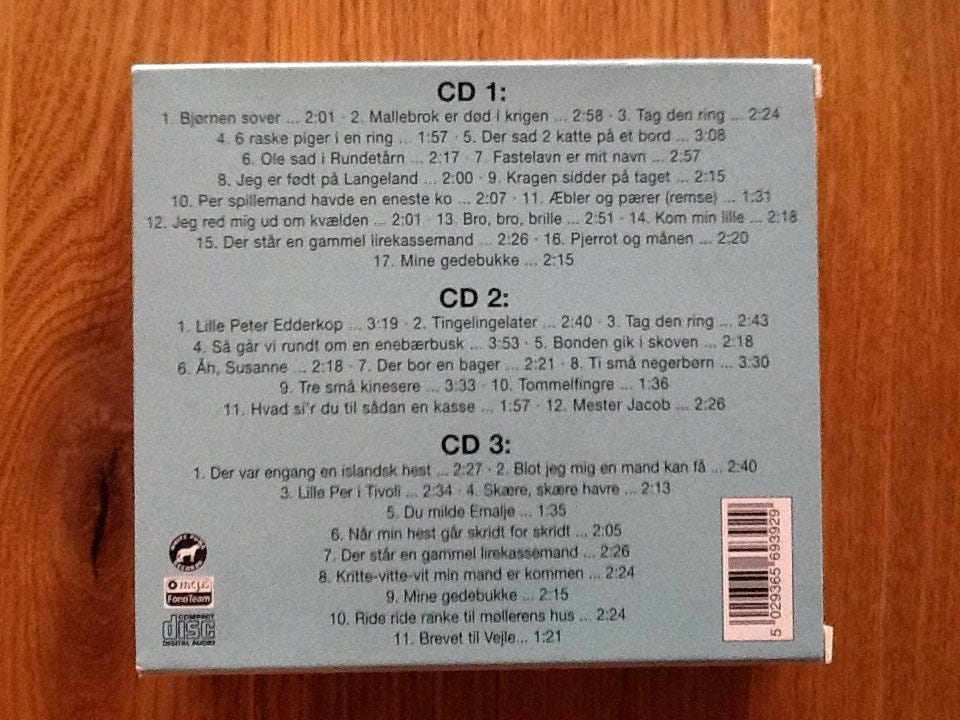 CD 1:
1. Bjørnen sover ... 2:01 · 2. Mallebrok er død i krigen ... 2:58 · 3. Tag den ring ... 2:24
4. 6 raske piger i en ring ... 1:57 · 5. Der sad 2 katte på et bord ... 3:08
6. Ole sad i Rundetårn ... 2:17 · 7. Fastelavn er mit navn ... 2:57
8. Jeg er født på Langeland ... 2:00 · 9. Kragen sidder på taget ... 2:15
10. Per spillemand havde en eneste ko ... 2:07 · 11. Æbler og pærer (remse) ... 1:31
12. Jeg red mig ud om kvælden ... 2:01 · 13. Bro, bro, brille ... 2:51 · 14. Kom min lille ... 2:18
15. Der står en gammel lirekassemand ... 2:26 · 16. Pjerrot og månen ... 2:20
17. Mine gedebukke ... 2:15
CD 2:
1. Lille Peter Edderkop ... 3:19 · 2. Tingelingelater ... 2:40 · 3. Tag den ring ... 2:43
4. Så går vi rundt om en enebærbusk ... 3:53 · 5. Bonden gik i skoven ... 2:18
6. Åh, Susanne ... 2:18 · 7. Der bor en bager ... 2:21 · 8. Ti små negerbørn ... 3:30
9. Tre små kinesere ... 3:33 · 10. Tommelfingre ... 1:36
11. Hvad si'r du til sådan en kasse ... 1:57 · 12. Mester Jacob ... 2:26
CD 3:
1. Der var engang en islandsk hest ... 2:27 · 2. Blot jeg mig en mand kan få ... 2:40
3. Lille Per i Tivoli ... 2:34 · 4. Skære, skære havre ... 2:13
5. Du milde Emalje ... 1:35
6. Når min hest går skridt for skridt ... 2:05
7. Der står en gammel lirekassemand ... 2:26
8. Kritte-vitte-vit min mand er kommen ... 2:24
9. Mine gedebukke ... 2:15
10. Ride ride ranke til møllerens hus ... 2:24
11. Brevet til Vejle... 1:21
mcps
FonoTeam
COMPACT
disc
DIGITAL AUDIO
5 029365 693929